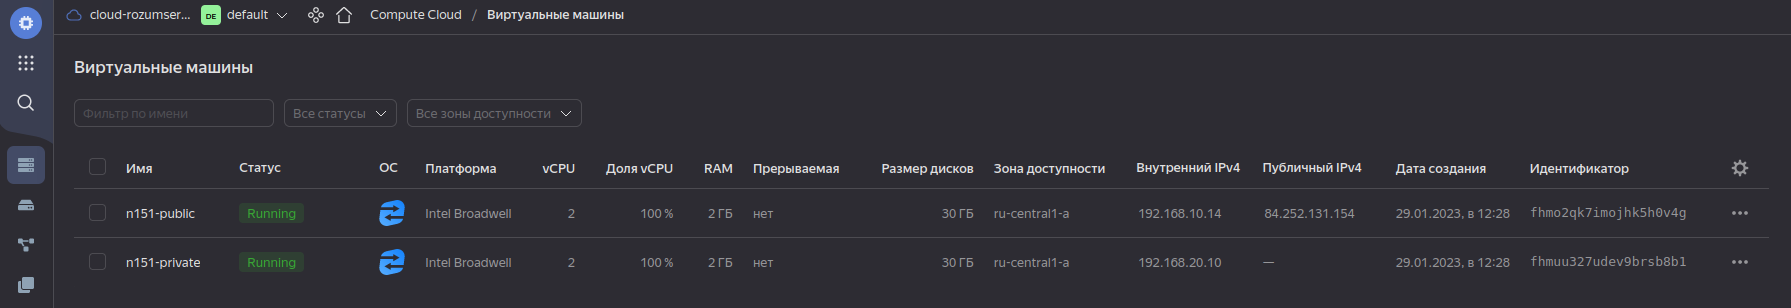 cloud-rozumser... DE default Compute Cloud / Виртуальные машины
Виртуальные машины
Фильтр по имени Все статусы Все зоны доступности
Имя Статус ОС Платформа vCPU Доля vCPU RAM Прерываемая Размер дисков Зона доступности Внутренний IPv4 Публичный IPv4 Дата создания Идентификатор
n151-public Running Intel Broadwell 2 100 % 2 ГБ нет 30 ГБ ru-central1-a 192.168.10.14 84.252.131.154 29.01.2023, в 12:28 fhmo2qk7imojhk5h0v4g
n151-private Running Intel Broadwell 2 100 % 2 ГБ нет 30 ГБ ru-central1-a 192.168.20.10 — 29.01.2023, в 12:28 fhmuu327udev9brsb8b1